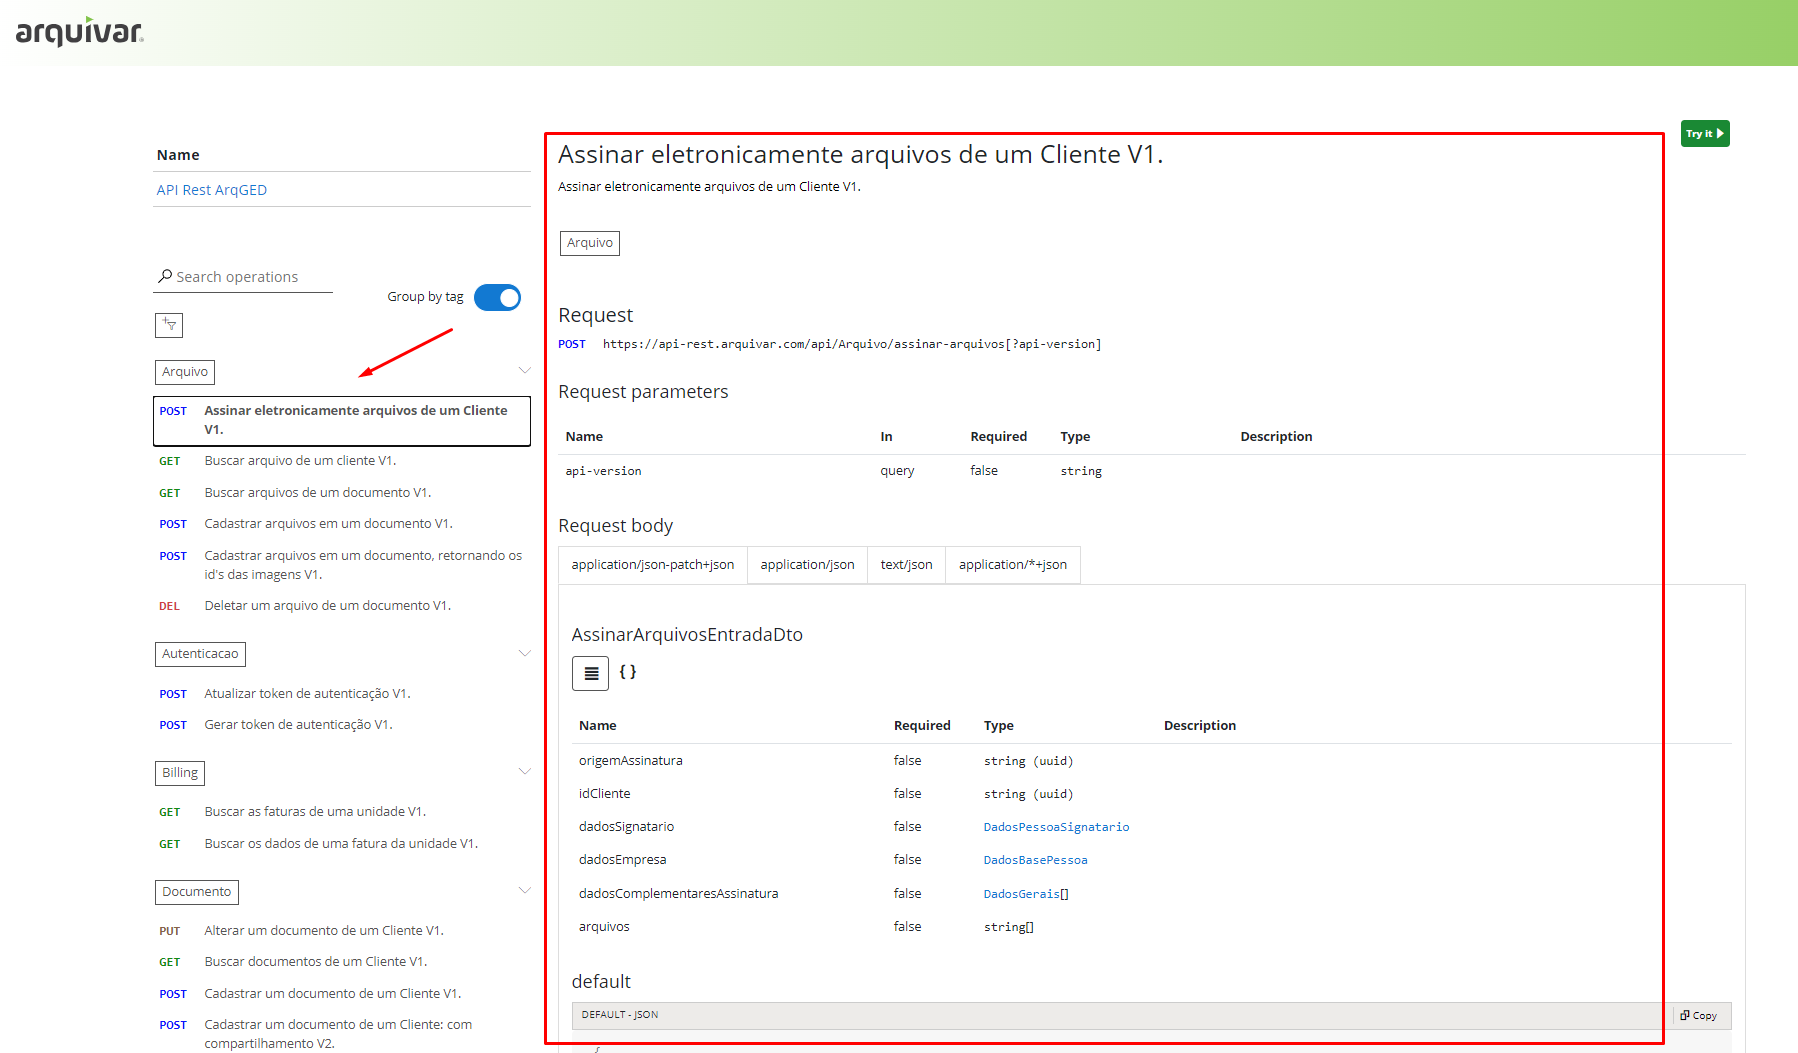 arquivar
Name
API Rest ArqGED
Search operations
Group by tag
Arquivo
POST Assinar eletronicamente arquivos de um Cliente
V1.
GET Buscar arquivo de um cliente V1.
GET Buscar arquivos de um documento V1.
POST Cadastrar arquivos em um documento V1.
POST Cadastrar arquivos em um documento, retornando os
id's das imagens V1.
DEL Deletar um arquivo de um documento V1.
Autenticacao
POST Atualizar token de autenticação V1.
POST Gerar token de autenticação V1.
Billing
GET Buscar as faturas de uma unidade V1.
GET Buscar os dados de uma fatura da unidade V1.
Documento
PUT Alterar um documento de um Cliente V1.
GET Buscar documentos de um Cliente V1.
POST Cadastrar um documento de um Cliente V1.
POST Cadastrar um documento de um Cliente: com
compartilhamento V2.
Try it
Assinar eletronicamente arquivos de um Cliente V1.
Assinar eletronicamente arquivos de um Cliente V1.
Arquivo
Request
POST https://api-rest.arquivar.com/api/Arquivo/assinar-arquivos[?api-version]
Request parameters
Name In Required Type Description
api-version query false string
Request body
application/json-patch+json application/json text/json application/*+json
AssinarArquivosEntradaDto
{ }
Name Required Type Description
origemAssinatura false string (uuid)
idCliente false string (uuid)
dadosSignatario false DadosPessoaSignatario
dadosEmpresa false DadosBasePessoa
dadosComplementaresAssinatura false DadosGerais[]
arquivos false string[]
default
DEFAULT - JSON Copy
{